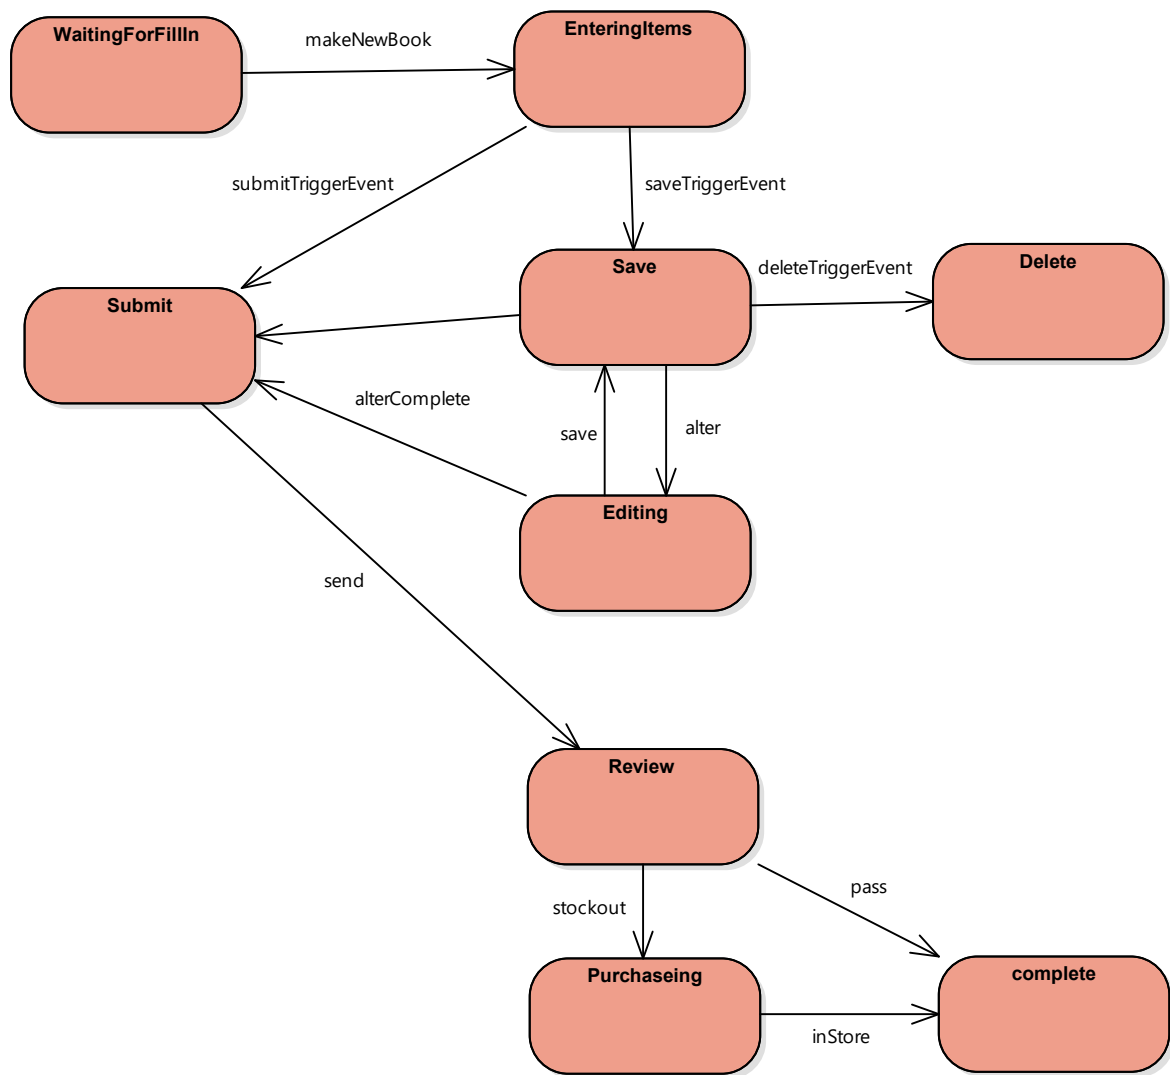 WaitingForFillIn
makeNewBook
EnteringItems
submitTriggerEvent
saveTriggerEvent
Save
deleteTriggerEvent
Delete
Submit
alterComplete
save
alter
Editing
send
Review
stockout
pass
Purchaseing
inStore
complete